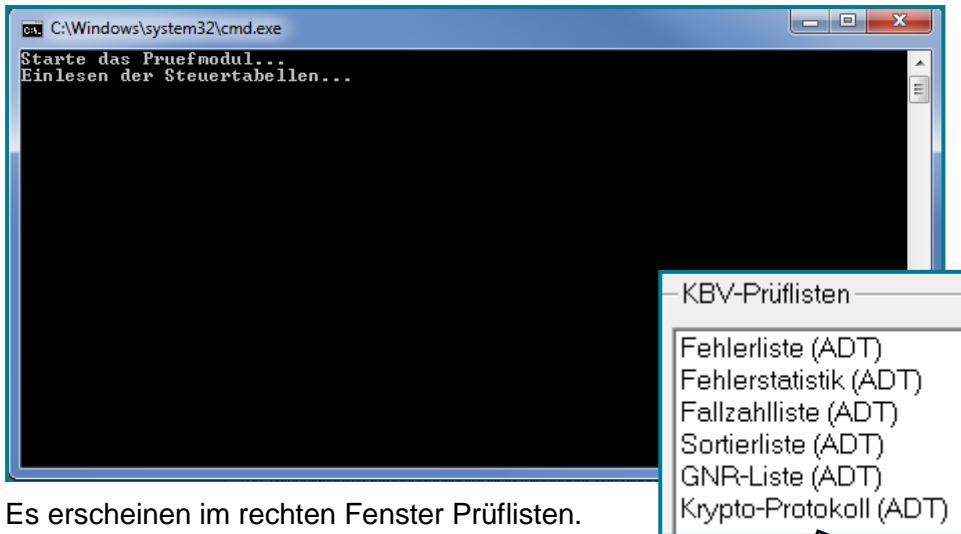 C:\Windows\system32\cmd.exe
Starte das Pruefmodul...
Einlesen der Steuertabellen...
KBV-Prüflisten
Fehlerliste (ADT)
Fehlerstatistik (ADT)
Fallzahlliste (ADT)
Sortierliste (ADT)
GNR-Liste (ADT)
Krypto-Protokoll (ADT)
Es erscheinen im rechten Fenster Prüflisten.